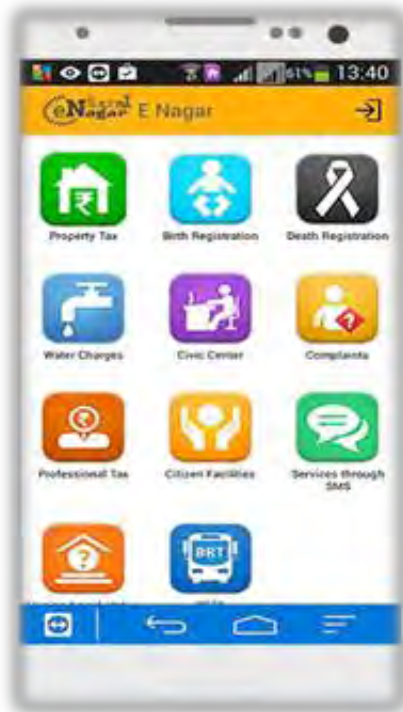 61% 13:40
eNagar E Nagar
Property Tax
Birth Registration
Death Registration
Water Charges
Civic Center
Complaints
Professional Tax
Citizen Facilities
Services through
SMS
BRT